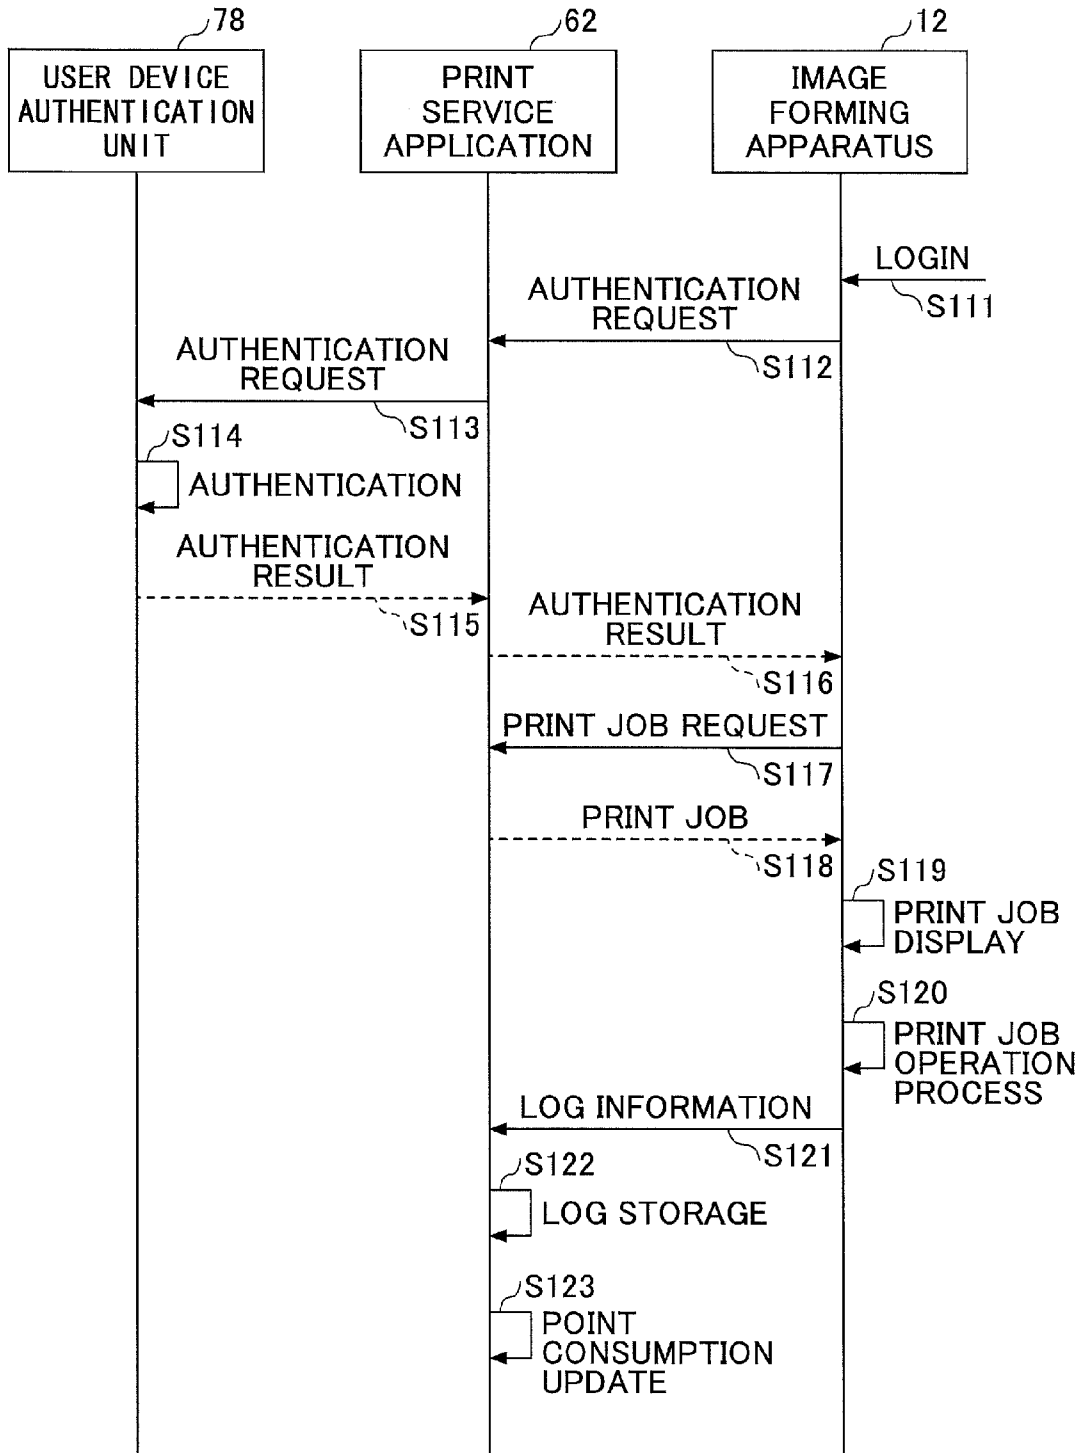 78
62
12
USER DEVICE
AUTHENTICATION
UNIT
PRINT
SERVICE
APPLICATION
IMAGE
FORMING
APPARATUS
LOGIN
S111
AUTHENTICATION
REQUEST
S112
AUTHENTICATION
REQUEST
S113
S114
AUTHENTICATION
AUTHENTICATION
RESULT
S115
AUTHENTICATION
RESULT
S116
PRINT JOB REQUEST
S117
PRINT JOB
S118
S119
PRINT JOB
DISPLAY
S120
PRINT JOB
OPERATION
PROCESS
LOG INFORMATION
S121
S122
LOG STORAGE
S123
POINT
CONSUMPTION
UPDATE